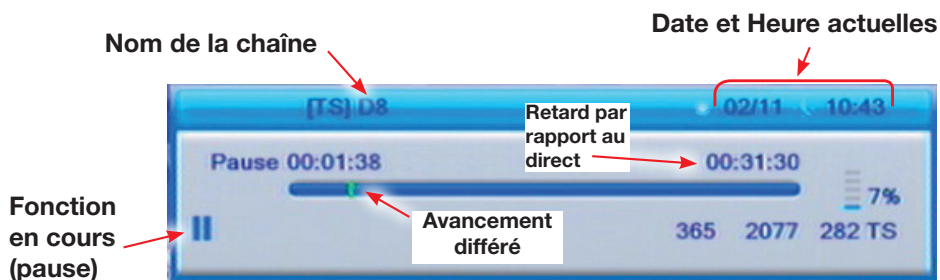 Date et Heure actuelles
Nom de la chaîne
[TS] D8
02/11
10:43
Retard par
rapport au
direct
Pause 00:01:38
00:31:30
7%
Fonction
en cours
(pause)
Avancement
différé
365 2077 282 TS